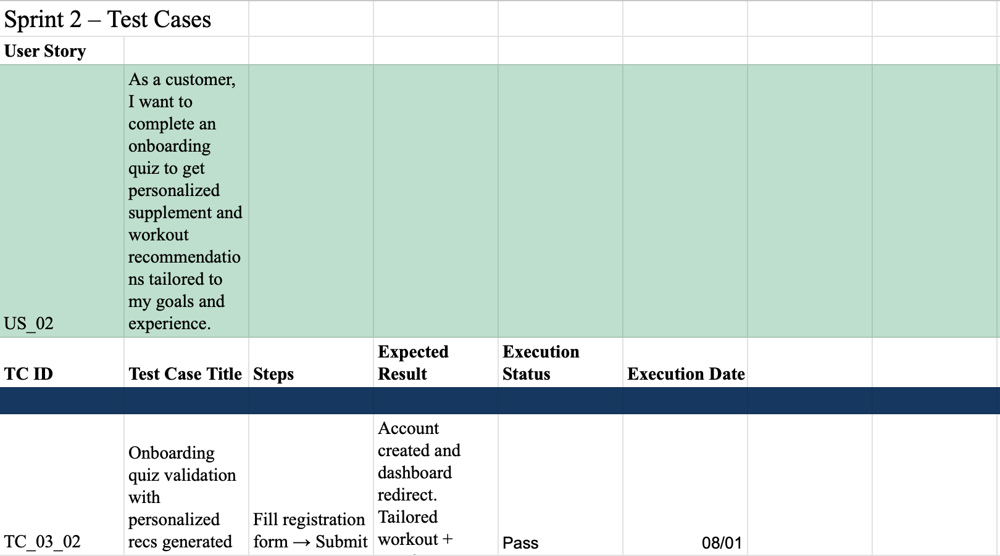 Sprint 2 – Test Cases
User Story
US_02
As a customer,
I want to
complete an
onboarding
quiz to get
personalized
supplement and
workout
recommendatio
ns tailored to
my goals and
experience.
TC ID
Test Case Title
Steps
Expected
Result
Execution
Status
Execution Date
TC_03_02
Onboarding
quiz validation
with
personalized
recs generated
Fill registration
form → Submit
Account
created and
dashboard
redirect.
Tailored
workout +
Pass
08/01